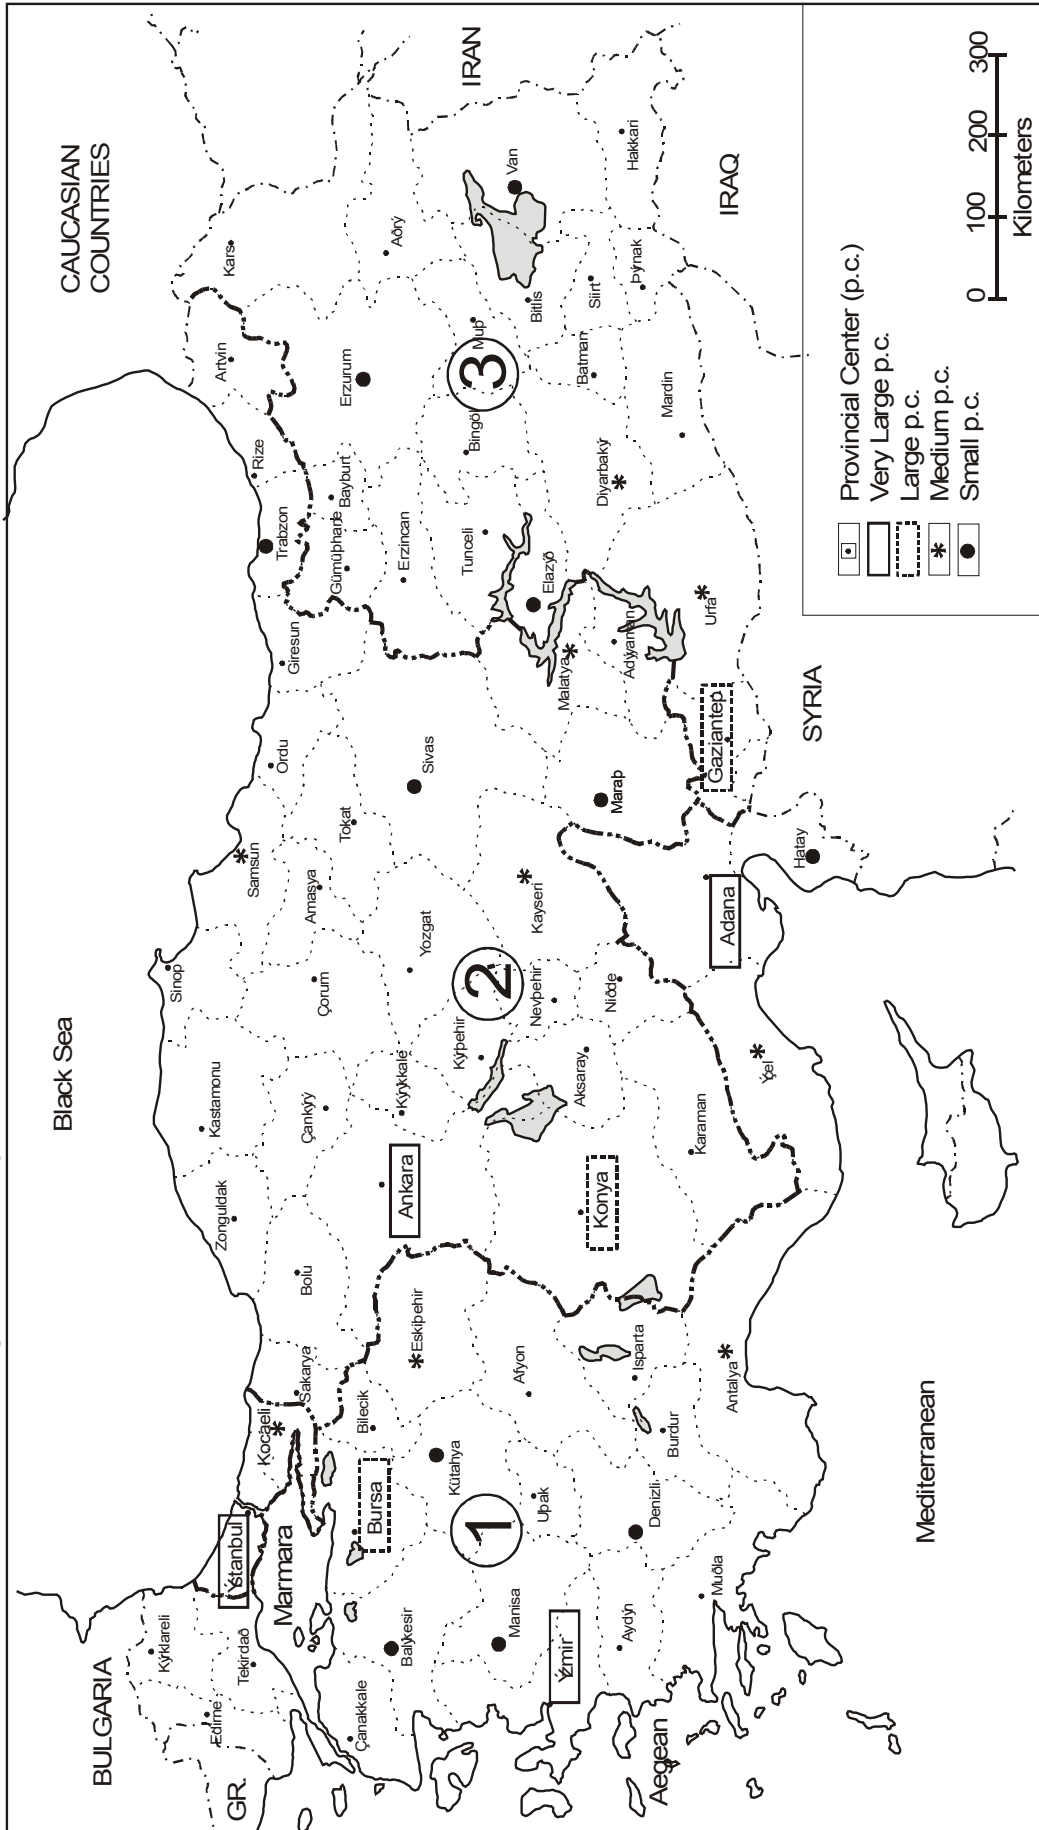 CAUCASIAN
COUNTRIES
Black Sea
BULGARIA
GR.
IRAN
IRAQ
SYRIA
Mediterranean
Aegean
Marmara
Edirne
Kýrklareli
Tekirdað
Ýstanbul
Kocaeli
Sakarya
Bolu
Zonguldak
Kastamonu
Sinop
Samsun
Ordu
Giresun
Trabzon
Rize
Artvin
Kars
Çankýrý
Çorum
Amasya
Tokat
Gümüþhane
Bayburt
Erzurum
Aðrý
Çanakkale
Balýkesir
Bursa
Bilecik
Eskiþehir
Ankara
Kýrýkkale
Yozgat
Sivas
Erzincan
Kütahya
Manisa
1
Uþak
Afyon
Kýrþehir
2
Nevþehir
Kayseri
Tunceli
Elazýð
Bingöl
3
Muþ
Bitlis
Van
Ýzmir
Aydýn
Denizli
Isparta
Burdur
Konya
Aksaray
Niðde
Malatya
Adýyaman
Maraþ
Diyarbakýr
Batman
Siirt
Þýrnak
Hakkari
Muðla
Antalya
Karaman
Ýçel
Adana
Hatay
Gaziantep
Urfa
Mardin
Provincial Center (p.c.)
Very Large p.c.
Large p.c.
Medium p.c.
Small p.c.
0 100 200 300
Kilometers